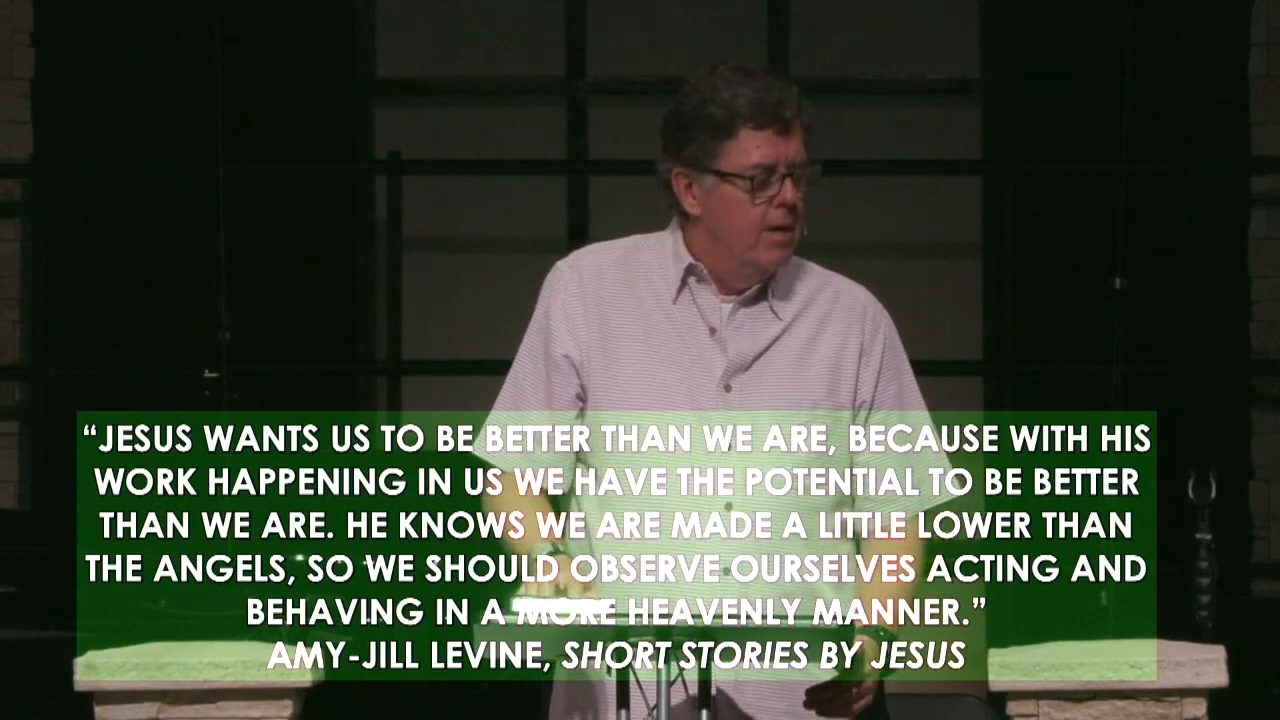 “JESUS WANTS US TO BE BETTER THAN WE ARE, BECAUSE WITH HIS
WORK HAPPENING IN US WE HAVE THE POTENTIAL TO BE BETTER
THAN WE ARE. HE KNOWS WE ARE MADE A LITTLE LOWER THAN
THE ANGELS, SO WE SHOULD OBSERVE OURSELVES ACTING AND
BEHAVING IN A MORE HEAVENLY MANNER.”
AMY-JILL LEVINE, SHORT STORIES BY JESUS